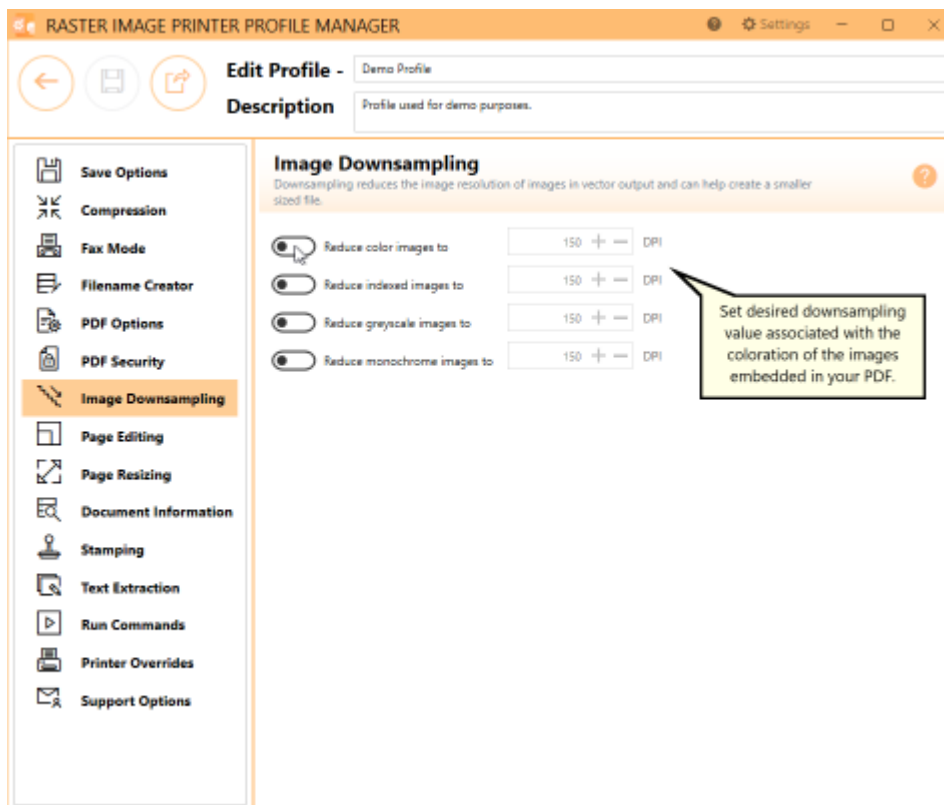 RASTER IMAGE PRINTER PROFILE MANAGER
Settings
Edit Profile -
Demo Profile
Description
Profile used for demo purposes.
Save Options
Compression
Fax Mode
Filename Creator
PDF Options
PDF Security
Image Downsampling
Page Editing
Page Resizing
Document Information
Stamping
Text Extraction
Run Commands
Printer Overrides
Support Options
Image Downsampling
Downsampling reduces the image resolution of images in vector output and can help create a smaller
sized file.
Reduce color images to 150 DPI
Reduce indexed images to 150 DPI
Reduce greyscale images to 150 DPI
Reduce monochrome images to 150 DPI
Set desired downsampling
value associated with the
coloration of the images
embedded in your PDF.